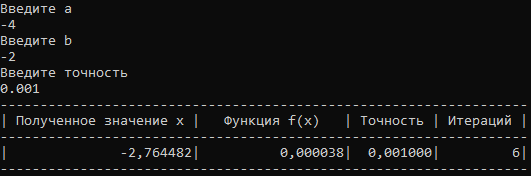 Введите a
-4
Введите b
-2
Введите точность
0.001
------------------------------------------------------------------
| Полученное значение x |   Функция f(x)   | Точность | Итераций |
------------------------------------------------------------------
|              -2,764482|          0,000038|  0,001000|         6|
------------------------------------------------------------------